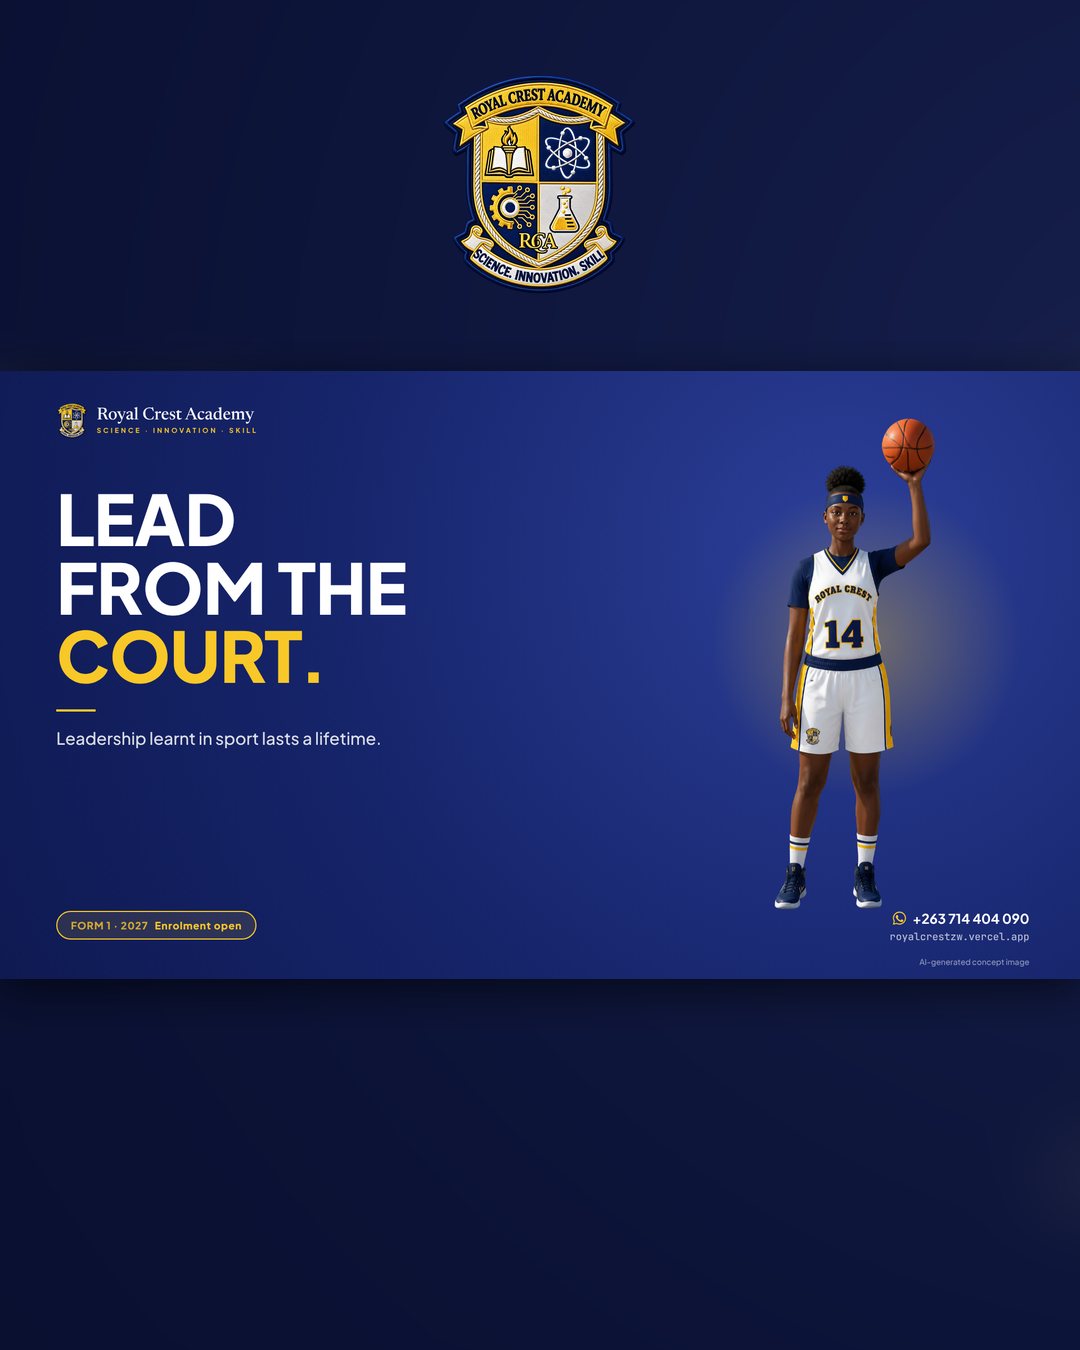 ROYAL CREST ACADEMY
RCA
SCIENCE. INNOVATION. SKILL
Royal Crest Academy
SCIENCE · INNOVATION · SKILL
LEAD
FROM THE
COURT.
Leadership learnt in sport lasts a lifetime.
ROYAL CREST
14
FORM 1 · 2027 Enrolment open
+263 714 404 090
royalcrestzw.vercel.app
AI-generated concept image